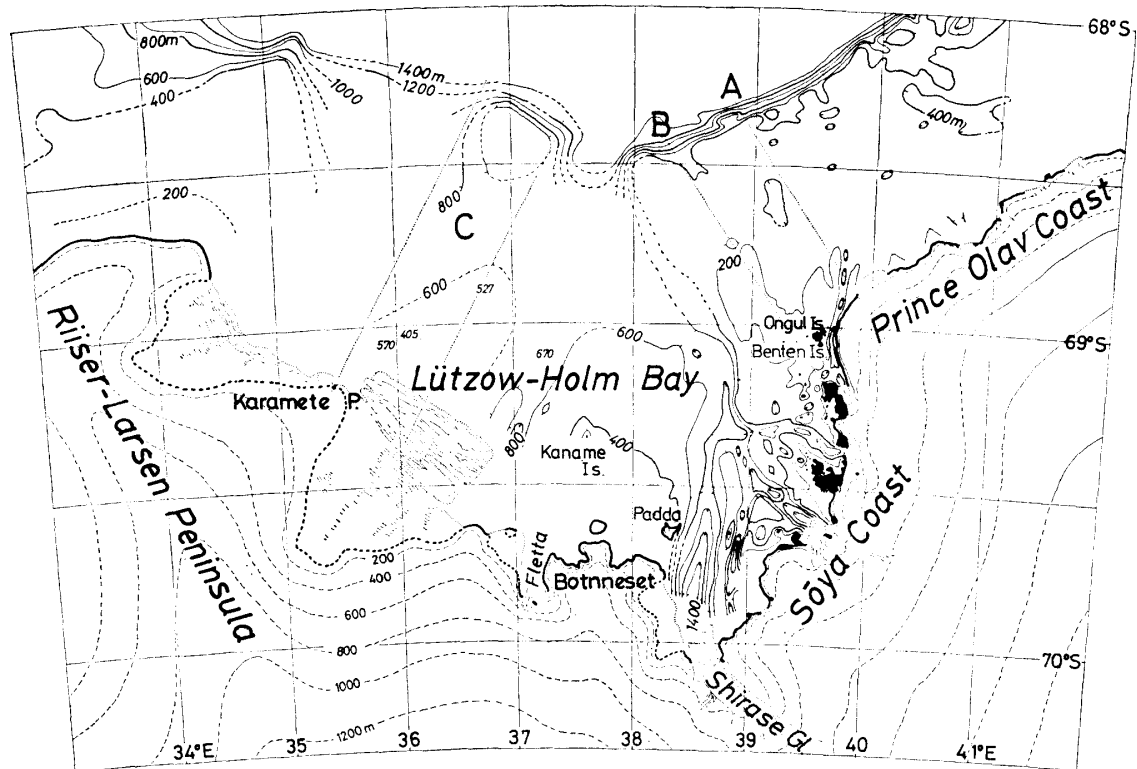 68°S
800m
600
400
1000
1400m
1200
A
B
400m
200
800
C
600
527
200
Prince Olav Coast
Riiser-Larsen Peninsula
570
405
670
600
Ongul Is.
Benten Is.
69°S
Lützow-Holm Bay
Karamete P.
800
Kaname Is.
400
Padda
Fletta
Botnneset
Sōya Coast
200
400
600
800
1000
1200m
1400
70°S
Shirase Gl.
34°E
35
36
37
38
39
40
41°E